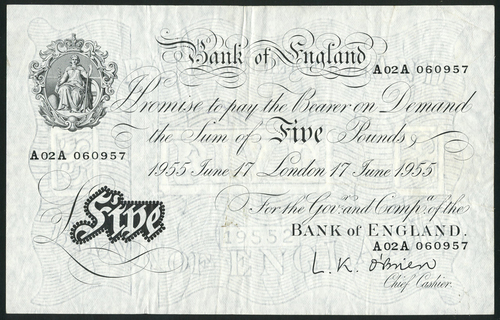 Bank of England
A02A 060957
I Promise to pay the Bearer on Demand
the Sum of Five Pounds
A02A 060957
1955 June 17 London 17 June 1955
For the Govr. and Compa. of the
BANK of ENGLAND.
£Five
A02A 060957
L. K. O'Brien
Chief Cashier.